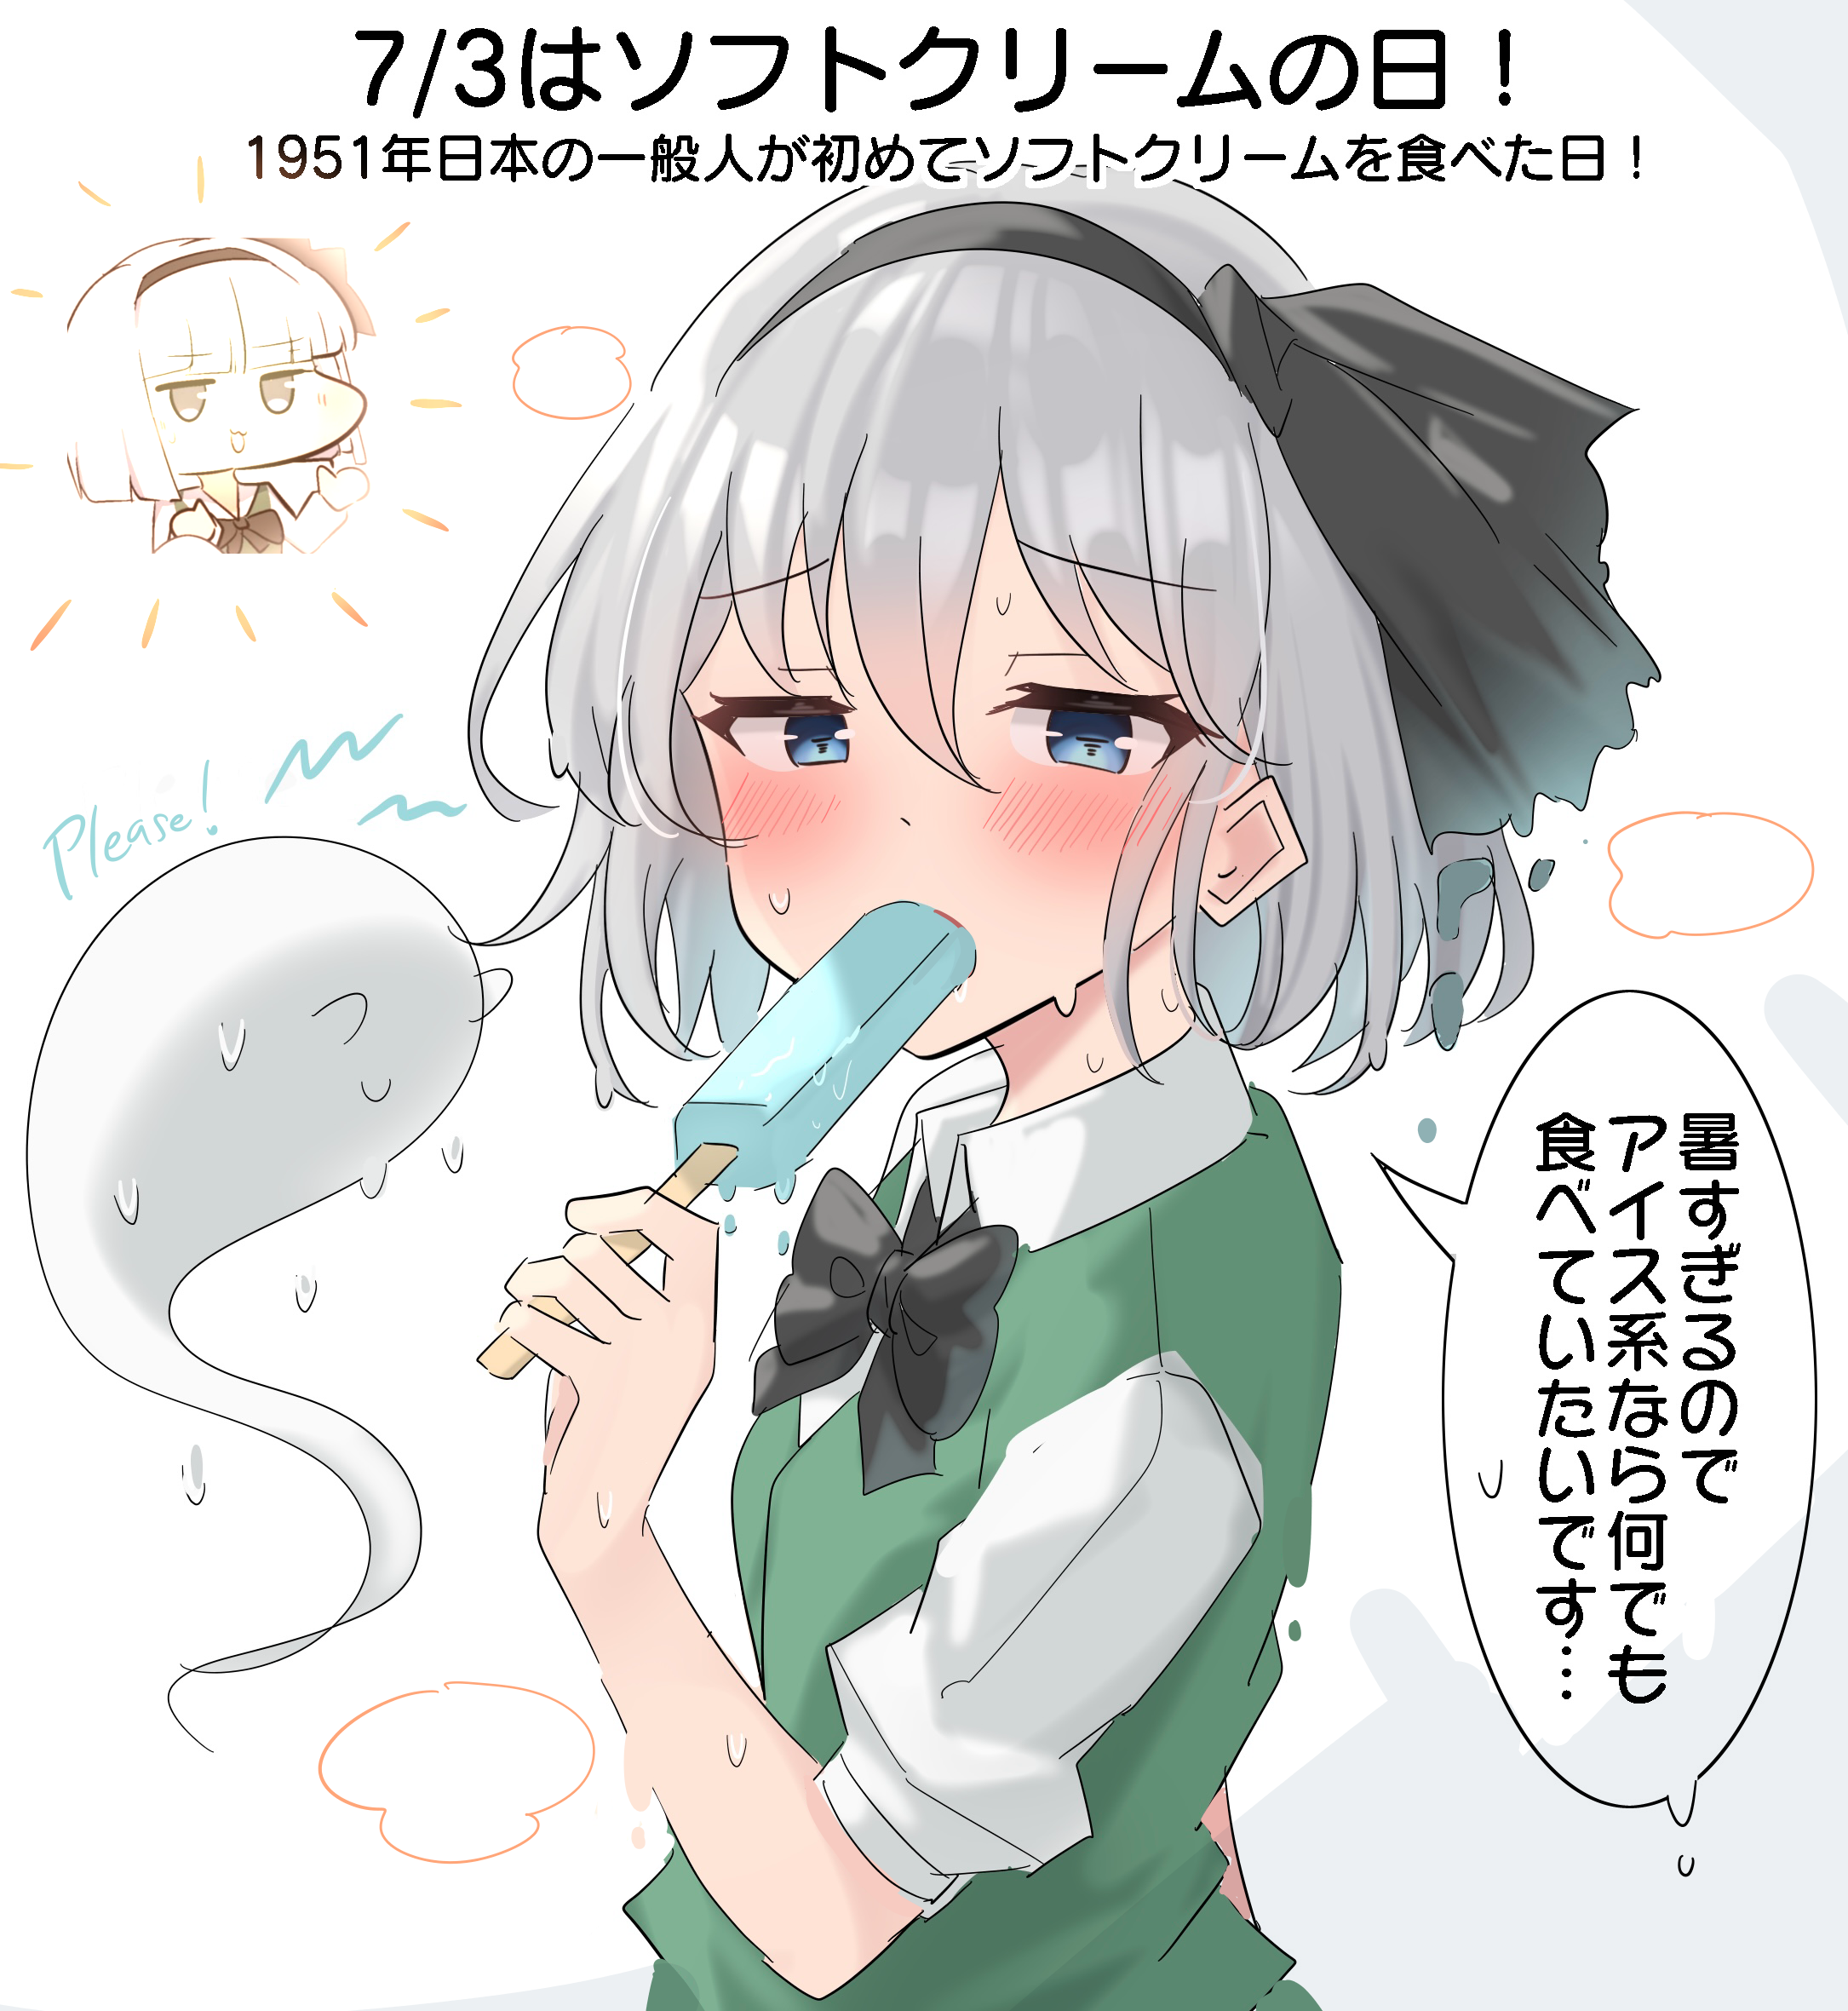 7/3はソフトクリームの日！
1951年日本の一般人が初めてソフトクリームを食べた日！
Please!
暑すぎるので
アイス系なら何でも
食べていたいです…